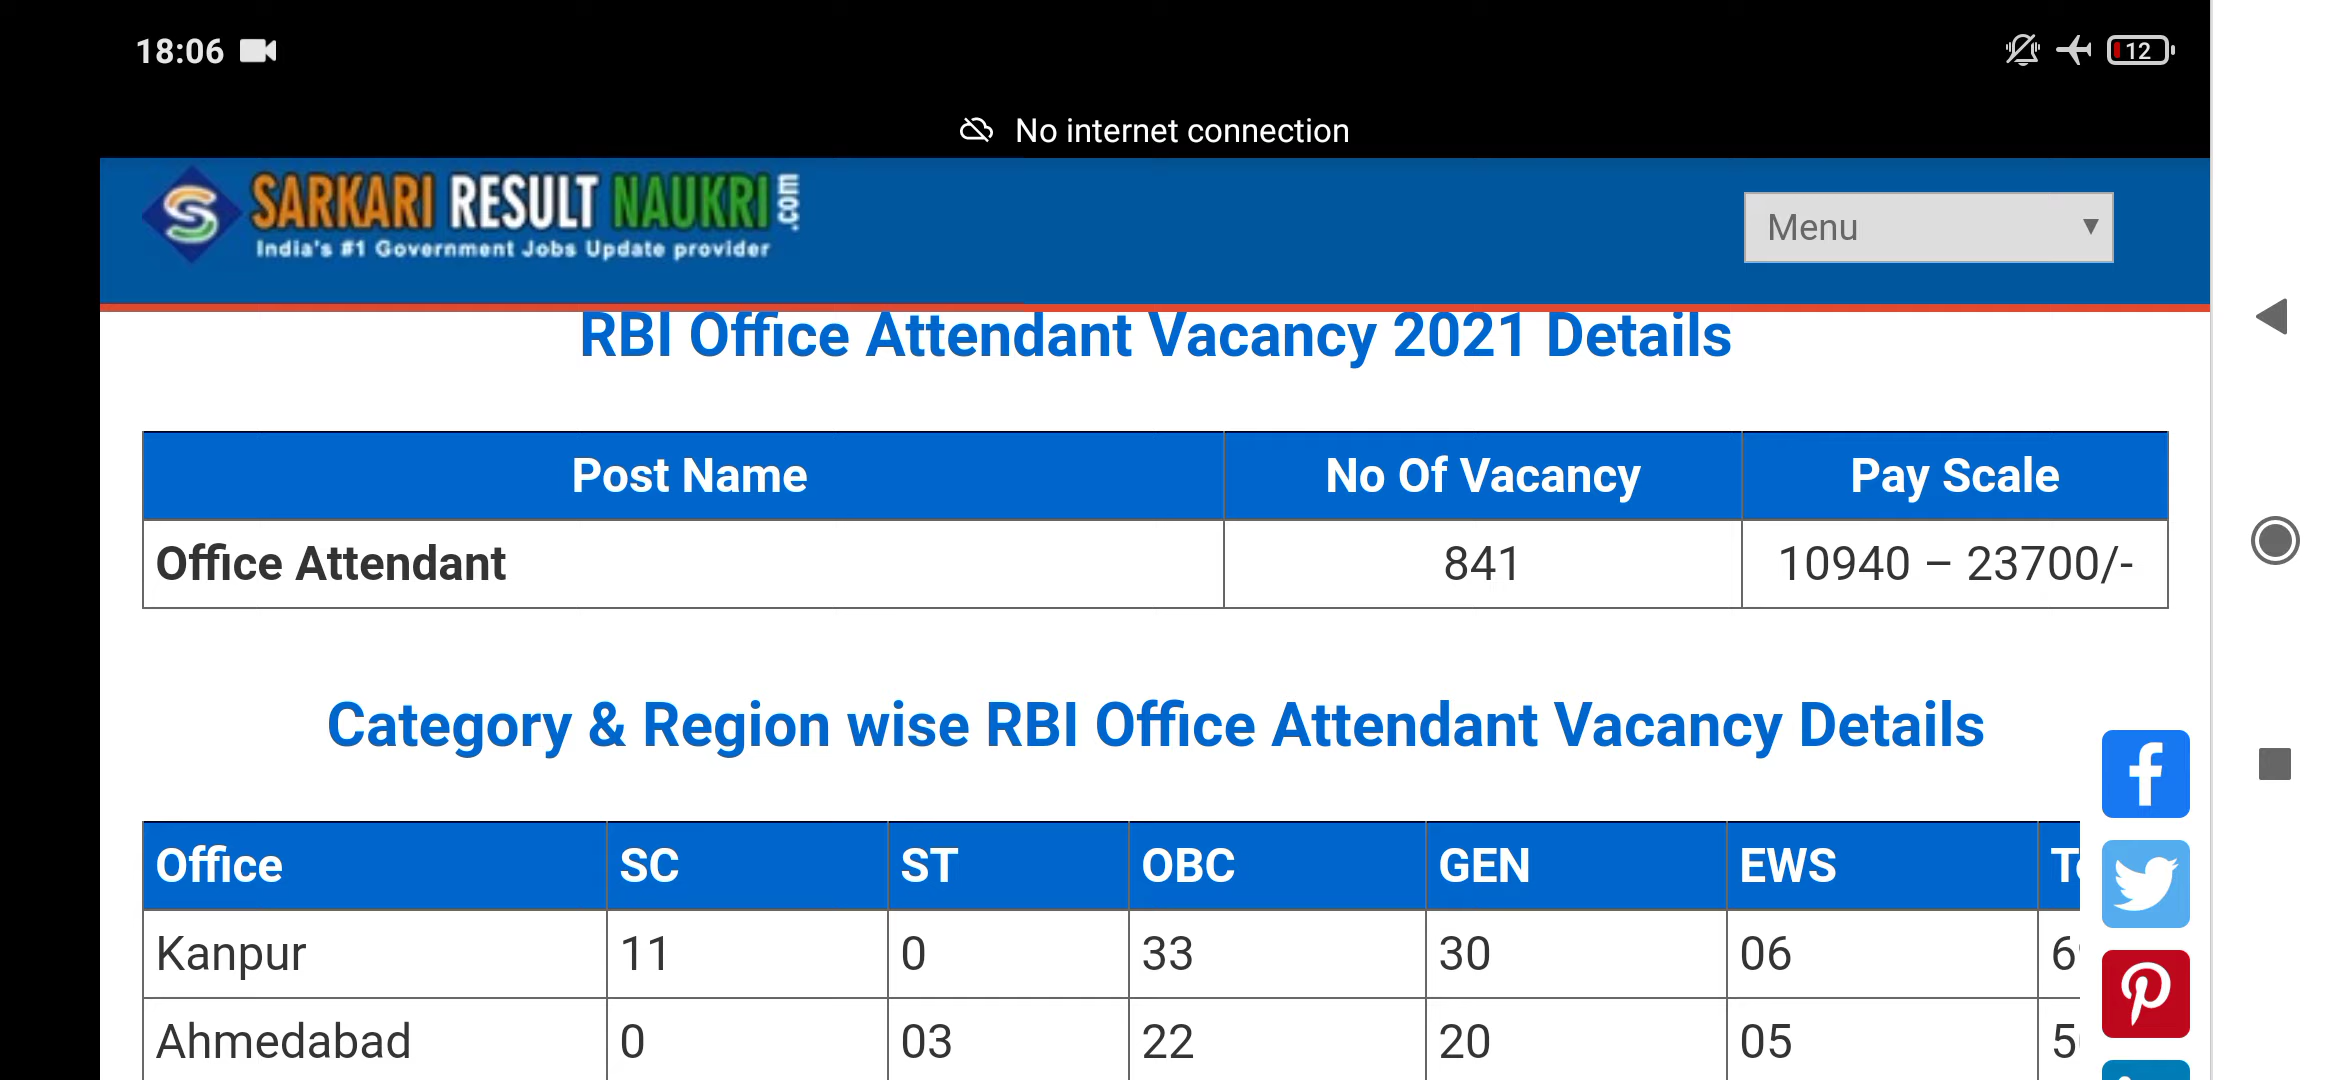 18:06
12
No internet connection
SARKARI RESULT NAUKRI.com
India's #1 Government Jobs Update provider
Menu
RBI Office Attendant Vacancy 2021 Details
Post Name No Of Vacancy Pay Scale
Office Attendant 841 10940 – 23700/-
Category & Region wise RBI Office Attendant Vacancy Details
Office SC ST OBC GEN EWS
Kanpur 11 0 33 30 06
Ahmedabad 0 03 22 20 05